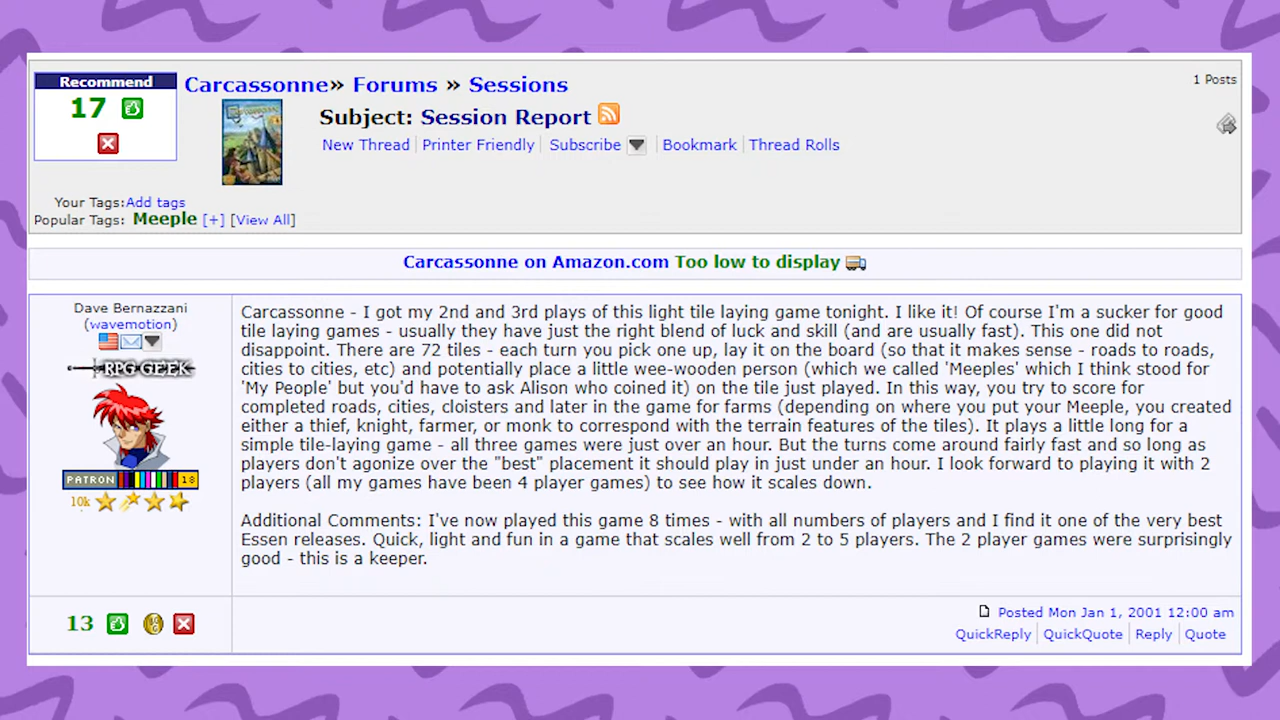 Recommend
17
Carcassonne» Forums » Sessions
1 Posts
Subject: Session Report
New Thread Printer Friendly Subscribe Bookmark Thread Rolls
Your Tags:Add tags
Popular Tags: Meeple [+] [View All]
Carcassonne on Amazon.com Too low to display
Dave Bernazzani
(wavemotion)
RPG GEEK
PATRON 18
10k
Carcassonne - I got my 2nd and 3rd plays of this light tile laying game tonight. I like it! Of course I'm a sucker for good
tile laying games - usually they have just the right blend of luck and skill (and are usually fast). This one did not
disappoint. There are 72 tiles - each turn you pick one up, lay it on the board (so that it makes sense - roads to roads,
cities to cities, etc) and potentially place a little wee-wooden person (which we called 'Meeples' which I think stood for
'My People' but you'd have to ask Alison who coined it) on the tile just played. In this way, you try to score for
completed roads, cities, cloisters and later in the game for farms (depending on where you put your Meeple, you created
either a thief, knight, farmer, or monk to correspond with the terrain features of the tiles). It plays a little long for a
simple tile-laying game - all three games were just over an hour. But the turns come around fairly fast and so long as
players don't agonize over the "best" placement it should play in just under an hour. I look forward to playing it with 2
players (all my games have been 4 player games) to see how it scales down.
Additional Comments: I've now played this game 8 times - with all numbers of players and I find it one of the very best
Essen releases. Quick, light and fun in a game that scales well from 2 to 5 players. The 2 player games were surprisingly
good - this is a keeper.
13
Posted Mon Jan 1, 2001 12:00 am
QuickReply QuickQuote Reply Quote